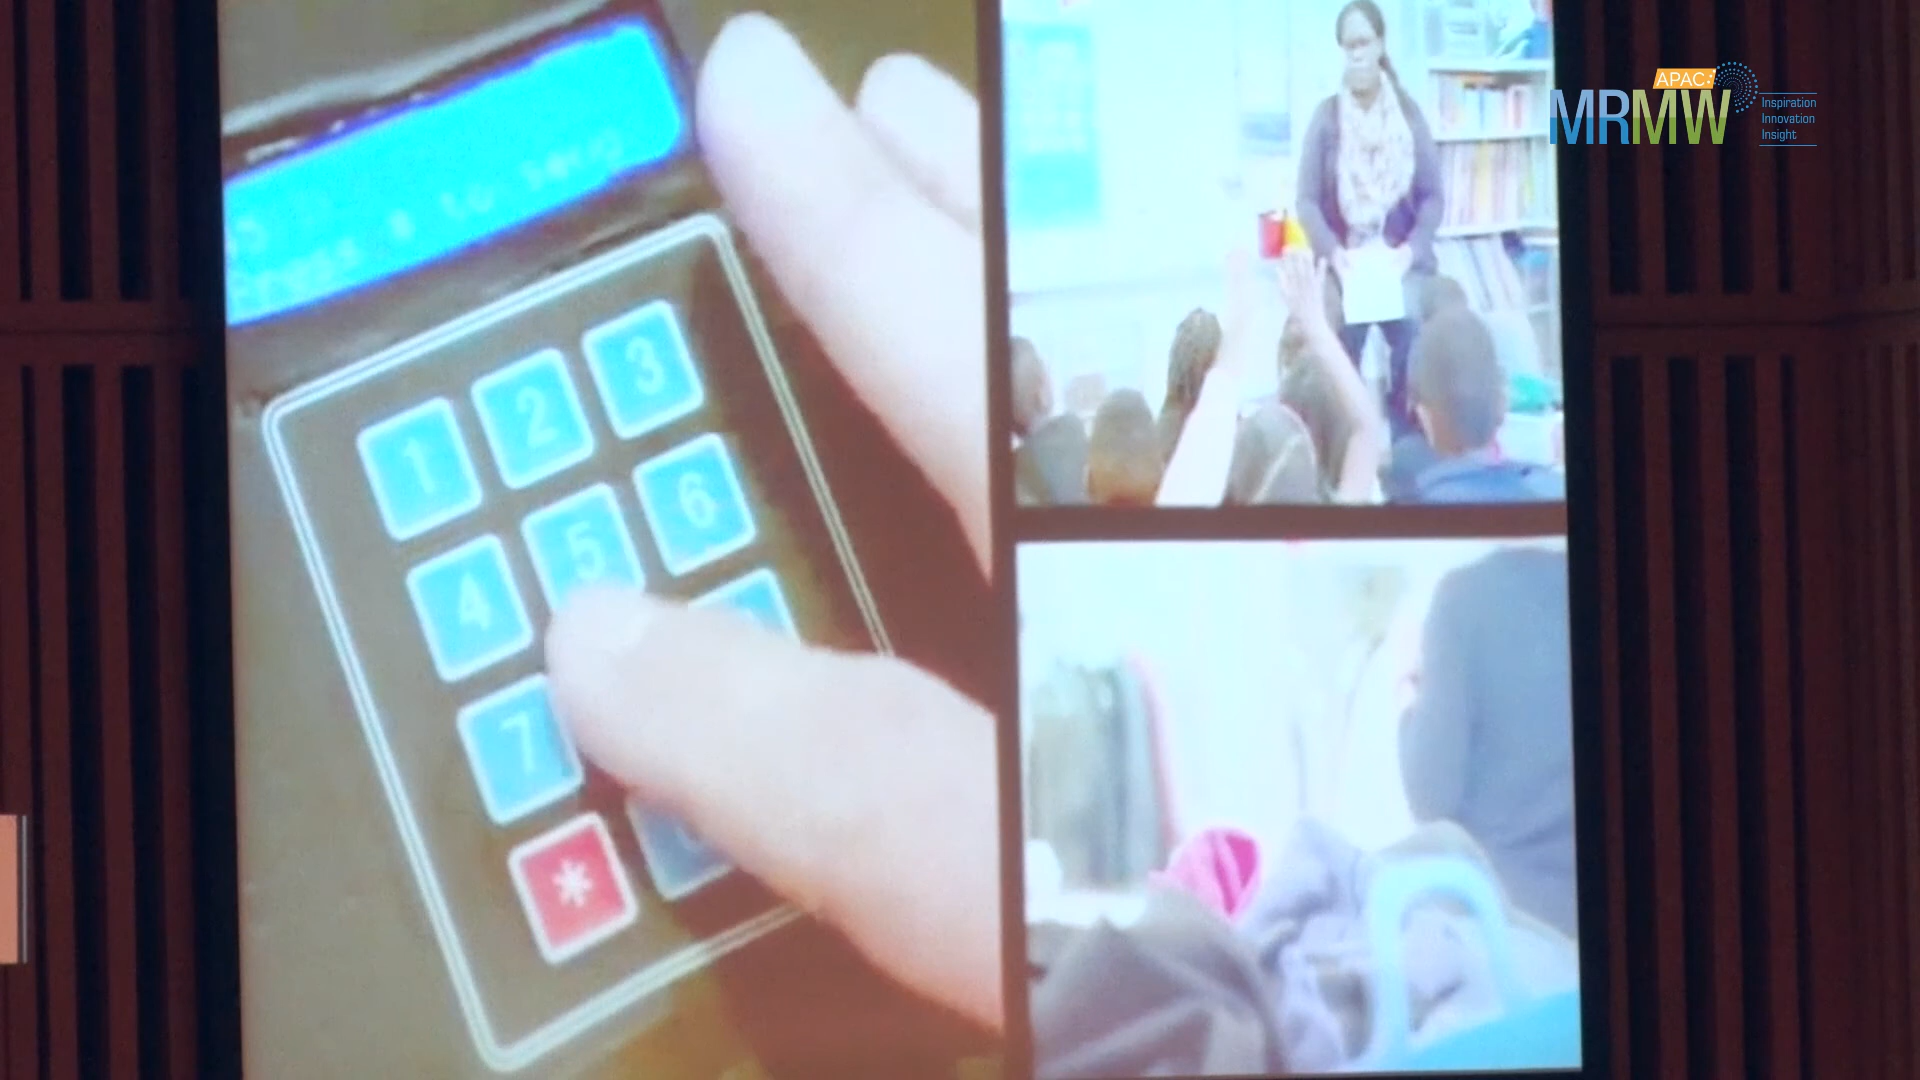 Press # to send
1 2 3
4 5 6
7
*
APAC:
MRMW
Inspiration
Innovation
Insight